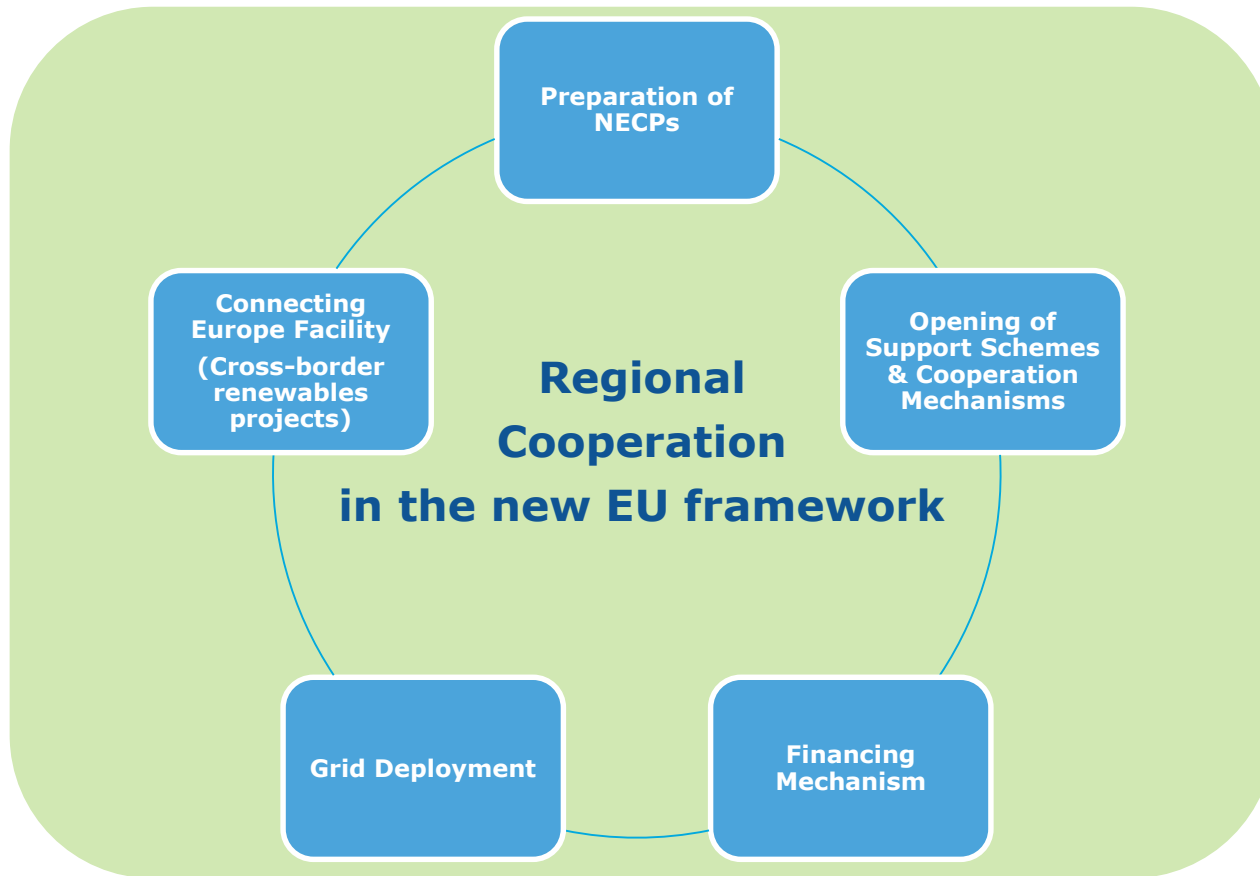 Preparation of
NECPs
Connecting
Europe Facility
(Cross-border
renewables
projects)
Opening of
Support Schemes
& Cooperation
Mechanisms
Regional
Cooperation
in the new EU framework
Grid Deployment
Financing
Mechanism